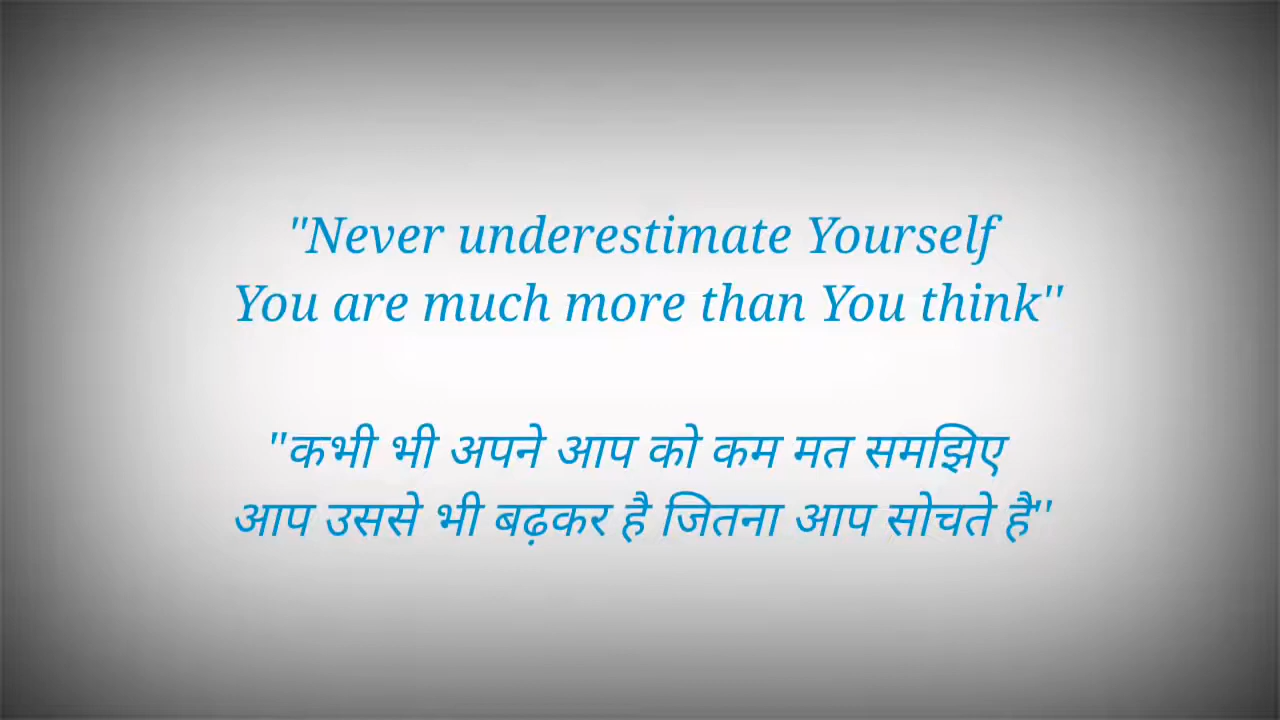 "Never underestimate Yourself
You are much more than You think"
"कभी भी अपने आप को कम मत समझिए
आप उससे भी बढ़कर है जितना आप सोचते हैं"